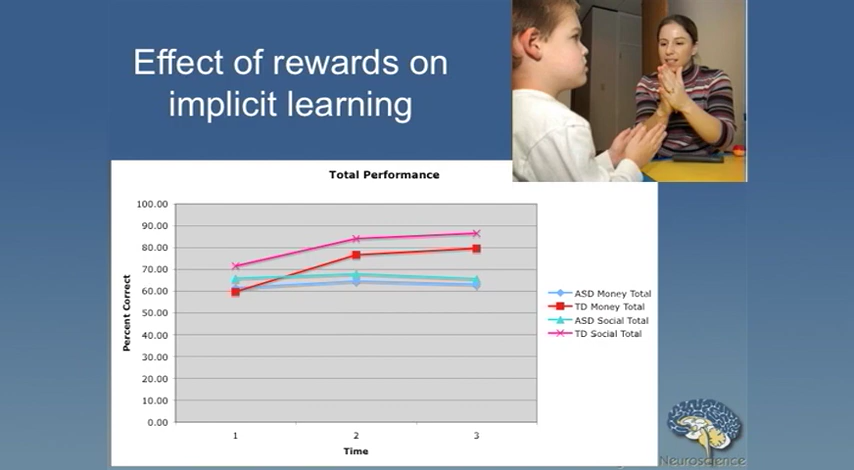 Effect of rewards on
implicit learning
Total Performance
100.00
90.00
80.00
70.00
60.00
50.00
40.00
30.00
20.00
10.00
0.00
Percent Correct
1 2 3
Time
ASD Money Total
TD Money Total
ASD Social Total
TD Social Total
Neuroscience